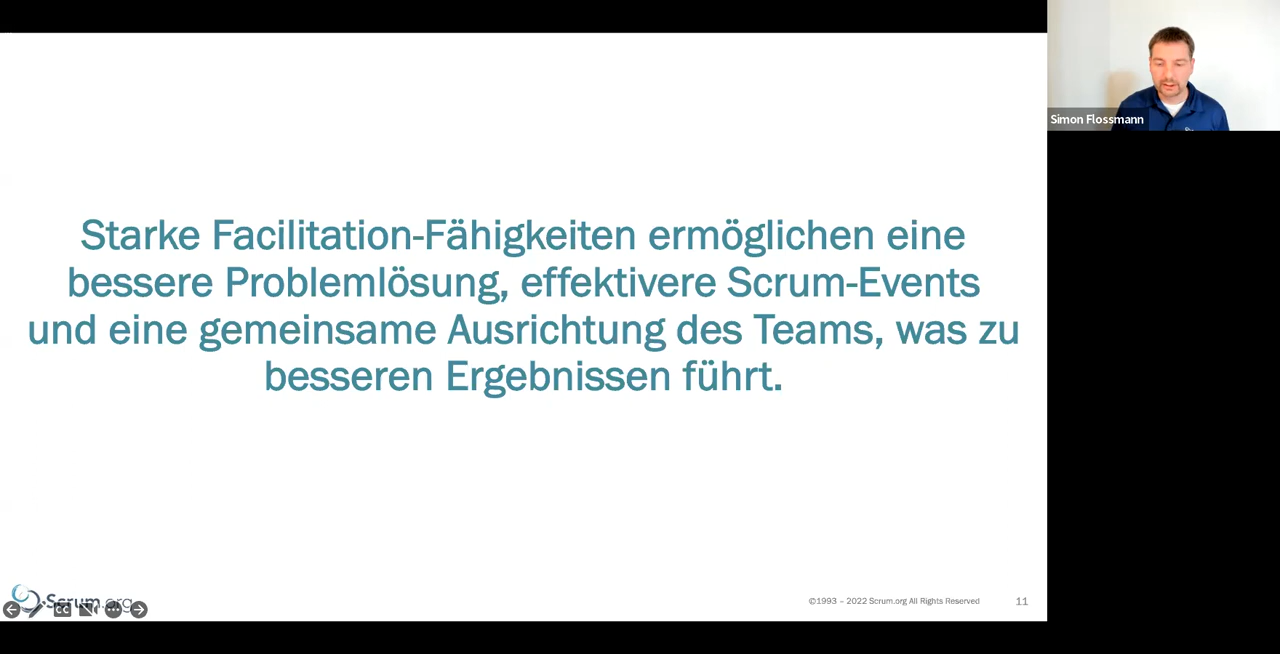 Simon Flossmann
Starke Facilitation-Fähigkeiten ermöglichen eine
bessere Problemlösung, effektivere Scrum-Events
und eine gemeinsame Ausrichtung des Teams, was zu
besseren Ergebnissen führt.
Scrum.org
CC
©1993 – 2022 Scrum.org All Rights Reserved
11